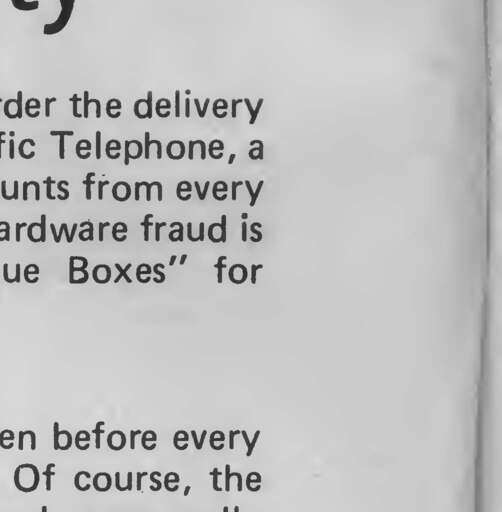 ty
rder the delivery
fic Telephone, a
unts from every
ardware fraud is
ue Boxes" for
en before every
Of course, the